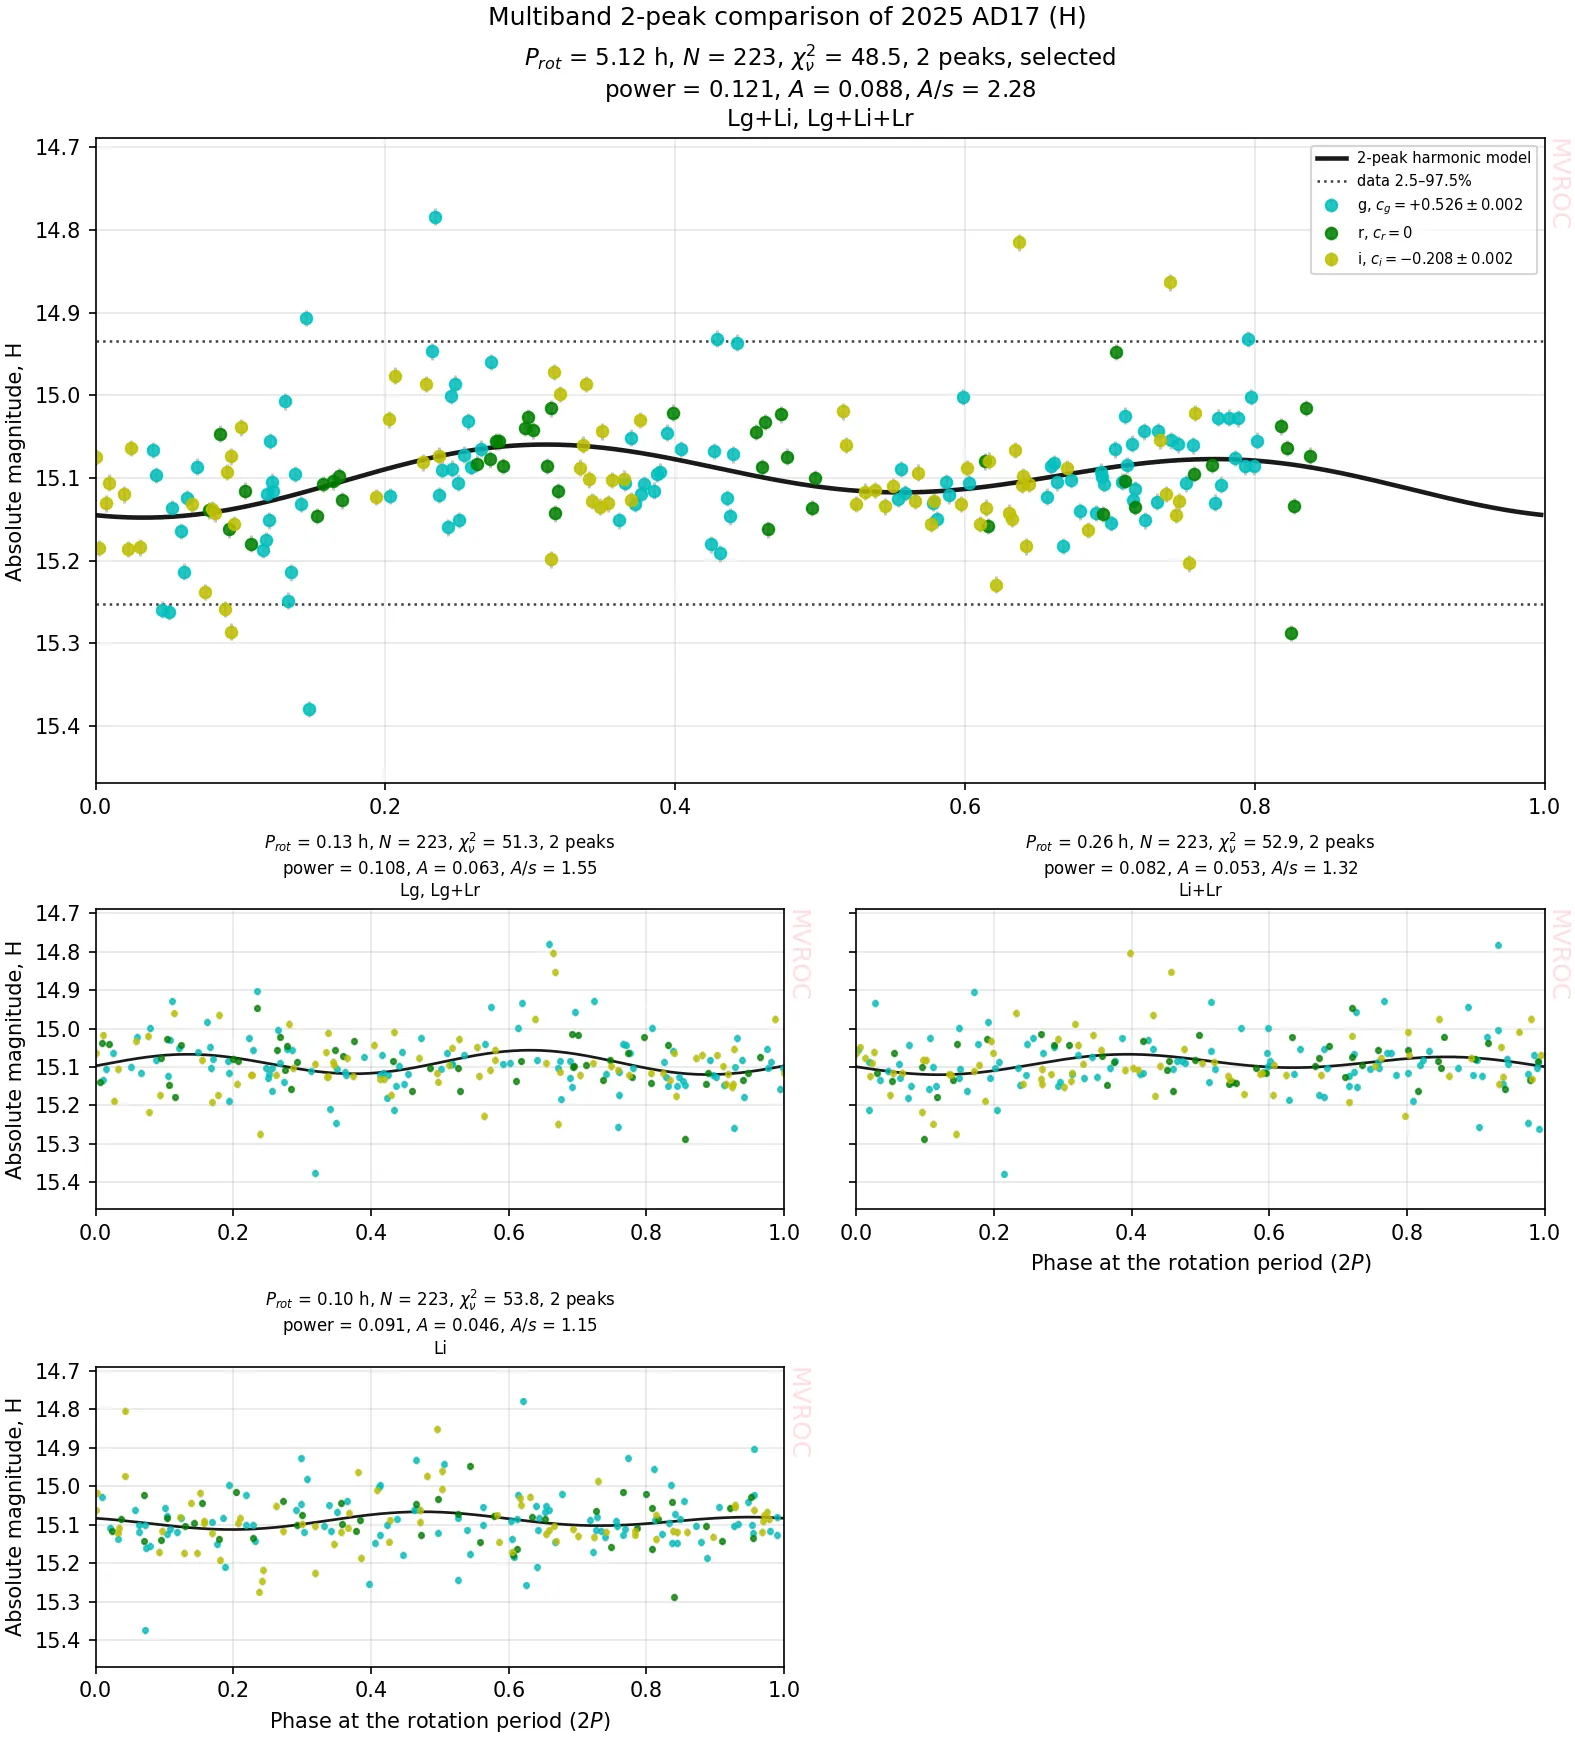 Multiband 2-peak comparison of 2025 AD17 (H)
P_rot = 5.12 h, N = 223, χ²_ν = 48.5, 2 peaks, selected
power = 0.121, A = 0.088, A/s = 2.28
Lg+Li, Lg+Li+Lr
Absolute magnitude, H
14.7
14.8
14.9
15.0
15.1
15.2
15.3
15.4
0.0 0.2 0.4 0.6 0.8 1.0
2-peak harmonic model
data 2.5–97.5%
g, c_g = +0.526 ± 0.002
r, c_r = 0
i, c_i = −0.208 ± 0.002
MVROC
P_rot = 0.13 h, N = 223, χ²_ν = 51.3, 2 peaks
power = 0.108, A = 0.063, A/s = 1.55
Lg, Lg+Lr
Absolute magnitude, H
14.7
14.8
14.9
15.0
15.1
15.2
15.3
15.4
0.0 0.2 0.4 0.6 0.8 1.0
MVROC
P_rot = 0.26 h, N = 223, χ²_ν = 52.9, 2 peaks
power = 0.082, A = 0.053, A/s = 1.32
Li+Lr
0.0 0.2 0.4 0.6 0.8 1.0
Phase at the rotation period (2P)
MVROC
P_rot = 0.10 h, N = 223, χ²_ν = 53.8, 2 peaks
power = 0.091, A = 0.046, A/s = 1.15
Li
Absolute magnitude, H
14.7
14.8
14.9
15.0
15.1
15.2
15.3
15.4
0.0 0.2 0.4 0.6 0.8 1.0
Phase at the rotation period (2P)
MVROC